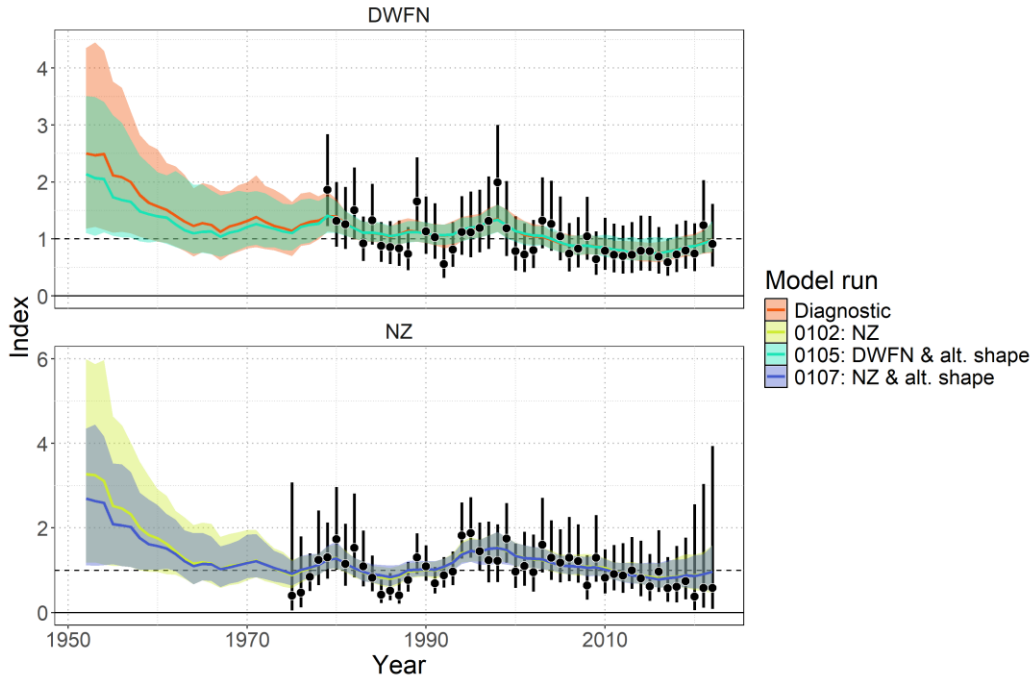 DWFN
4
3
2
1
0
NZ
6
4
2
0
1950
1970
1990
2010
Year
Index
Model run
Diagnostic
0102: NZ
0105: DWFN & alt. shape
0107: NZ & alt. shape